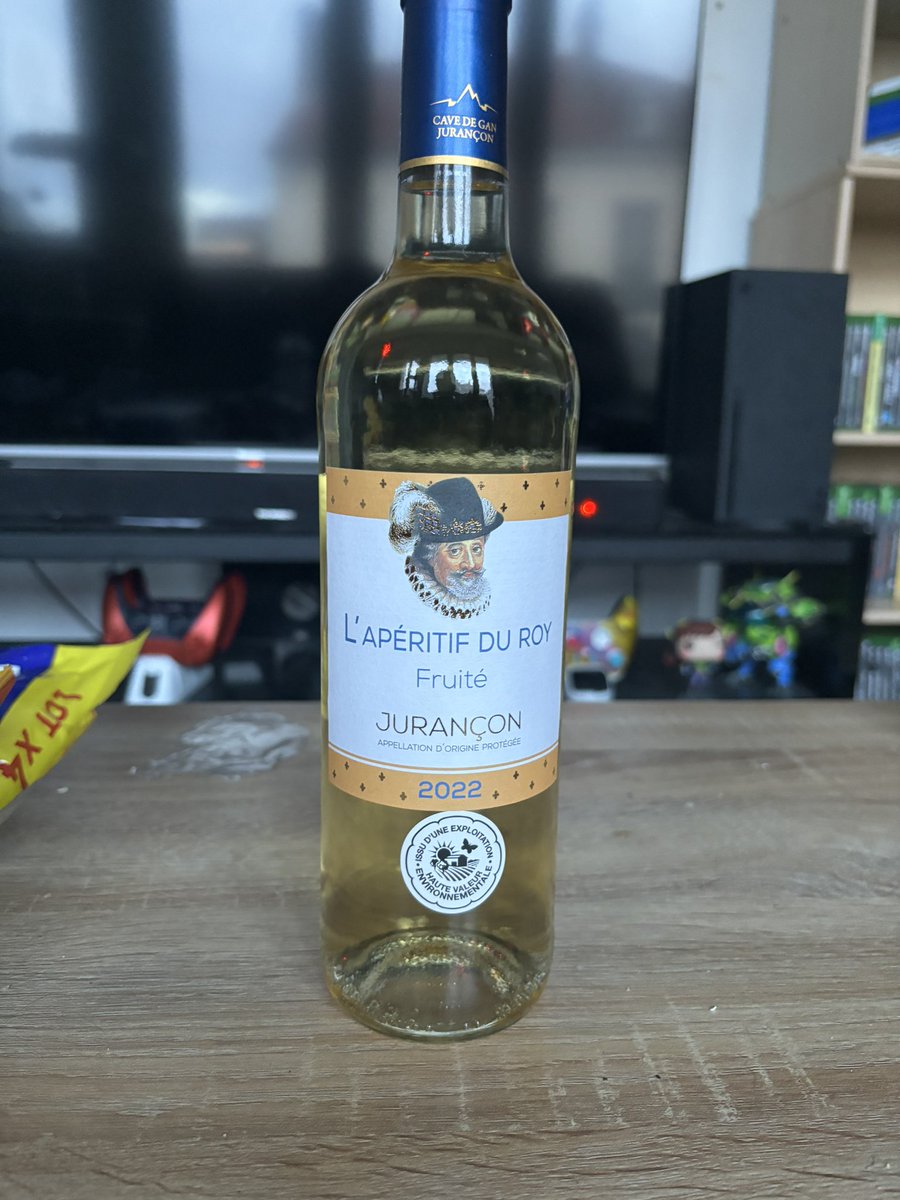 CAVE DE GAN
JURANÇON
L'APÉRITIF DU ROY
Fruité
JURANÇON
APPELLATION D'ORIGINE PROTÉGÉE
2022
ISSU D'UNE EXPLOITATION
HAUTE VALEUR
ENVIRONNEMENTALE
LOT X4